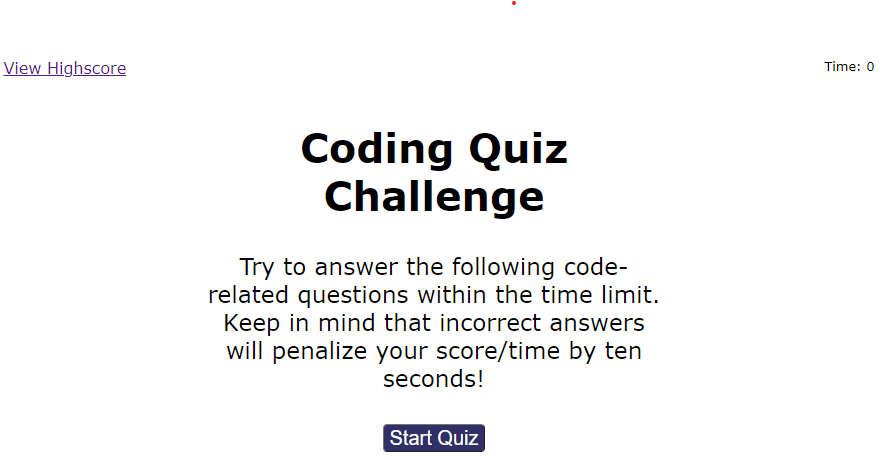 View Highscore
Time: 0
Coding Quiz
Challenge
Try to answer the following code-
related questions within the time limit.
Keep in mind that incorrect answers
will penalize your score/time by ten
seconds!
Start Quiz